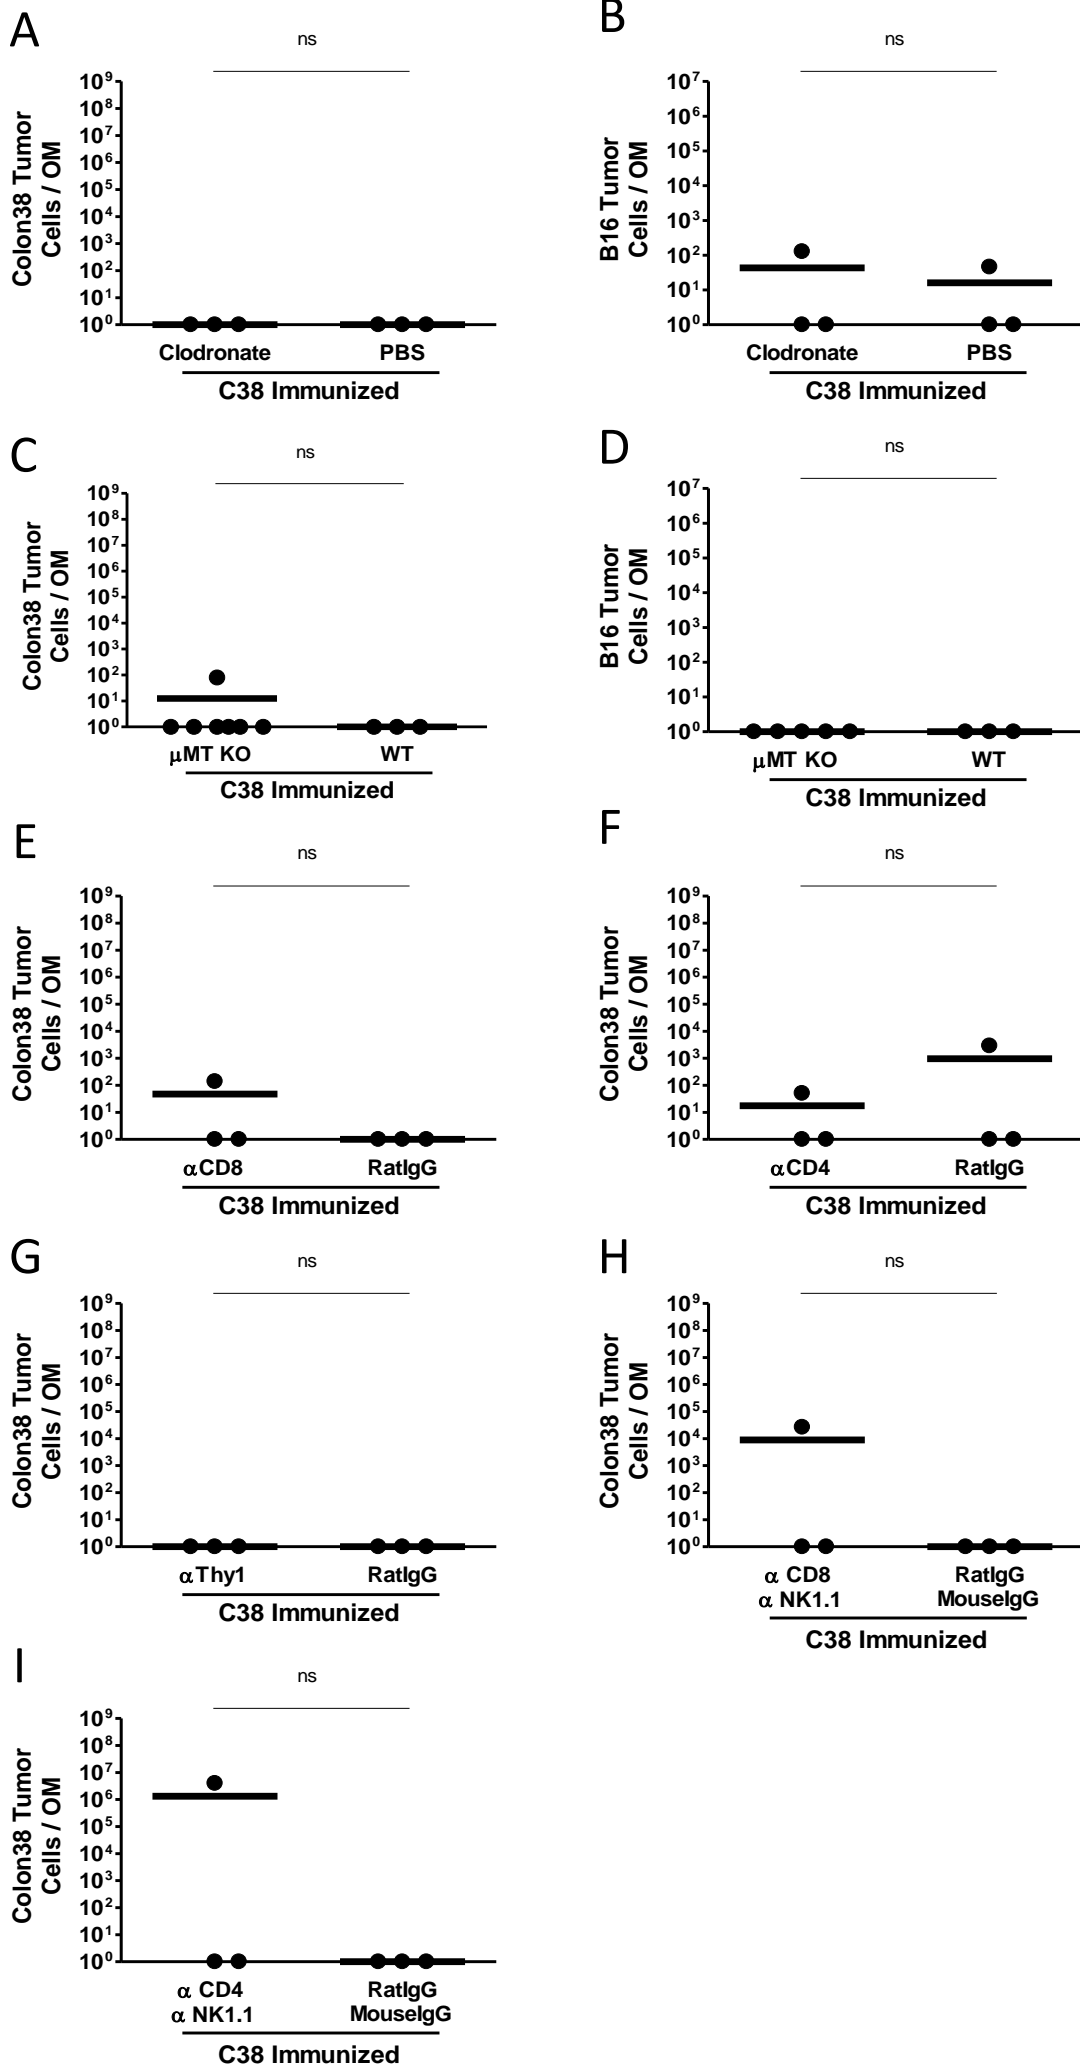 A
ns
Colon38 Tumor
Cells / OM
10⁹
10⁸
10⁷
10⁶
10⁵
10⁴
10³
10²
10¹
10⁰
Clodronate PBS
C38 Immunized
B
ns
B16 Tumor
Cells / OM
10⁷
10⁶
10⁵
10⁴
10³
10²
10¹
10⁰
Clodronate PBS
C38 Immunized
C
ns
Colon38 Tumor
Cells / OM
10⁹
10⁸
10⁷
10⁶
10⁵
10⁴
10³
10²
10¹
10⁰
μMT KO WT
C38 Immunized
D
ns
B16 Tumor
Cells / OM
10⁷
10⁶
10⁵
10⁴
10³
10²
10¹
10⁰
μMT KO WT
C38 Immunized
E
ns
Colon38 Tumor
Cells / OM
10⁹
10⁸
10⁷
10⁶
10⁵
10⁴
10³
10²
10¹
10⁰
αCD8 RatIgG
C38 Immunized
F
ns
Colon38 Tumor
Cells / OM
10⁹
10⁸
10⁷
10⁶
10⁵
10⁴
10³
10²
10¹
10⁰
αCD4 RatIgG
C38 Immunized
G
ns
Colon38 Tumor
Cells / OM
10⁹
10⁸
10⁷
10⁶
10⁵
10⁴
10³
10²
10¹
10⁰
αThy1 RatIgG
C38 Immunized
H
ns
Colon38 Tumor
Cells / OM
10⁹
10⁸
10⁷
10⁶
10⁵
10⁴
10³
10²
10¹
10⁰
α CD8 RatIgG
α NK1.1 MouseIgG
C38 Immunized
I
ns
Colon38 Tumor
Cells / OM
10⁹
10⁸
10⁷
10⁶
10⁵
10⁴
10³
10²
10¹
10⁰
α CD4 RatIgG
α NK1.1 MouseIgG
C38 Immunized